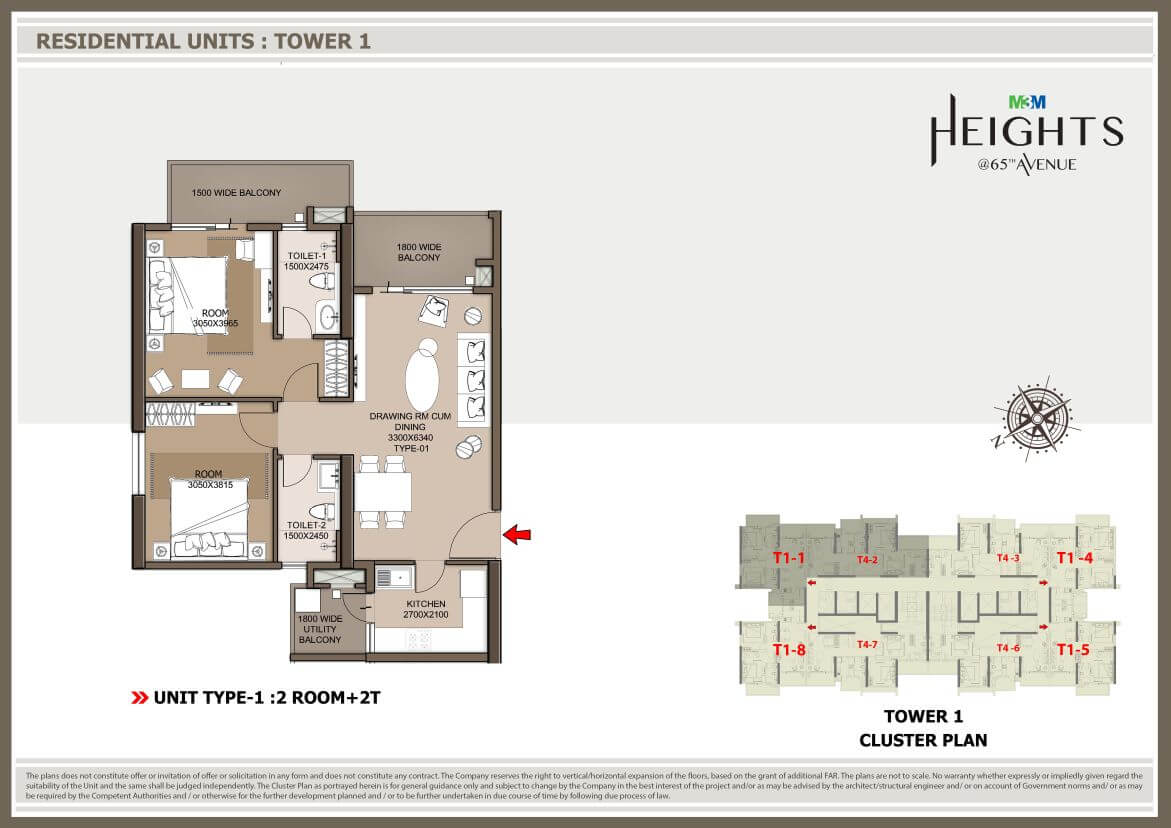 RESIDENTIAL UNITS : TOWER 1
M3M
HEIGHTS
@65TH AVENUE
1500 WIDE BALCONY
1800 WIDE
BALCONY
TOILET-1
1500X2475
ROOM
3050X3965
DRAWING RM CUM
DINING
3300X6340
TYPE-01
ROOM
3050X3815
TOILET-2
1500X2450
KITCHEN
2700X2100
1800 WIDE
UTILITY
BALCONY
N
T1-1
T4-2
T4 -3
T1 -4
T1-8
T4-7
T4 -6
T1-5
UNIT TYPE-1 :2 ROOM+2T
TOWER 1
CLUSTER PLAN
The plans does not constitute offer or invitation of offer or solicitation in any form and does not constitute any contract. The Company reserves the right to vertical/horizontal expansion of the floors, based on the grant of additional FAR. The plans are not to scale. No warranty whether expressly or impliedly given regard the
suitability of the Unit and the same shall be judged independently. The Cluster Plan as portrayed herein is for general guidance only and subject to change by the Company in the best interest of the project and/or as may be advised by the architect/structural engineer and/ or on account of Government norms and/ or as may
be required by the Competent Authorities and / or otherwise for the further development planned and / or to be further undertaken in due course of time by following due process of law.